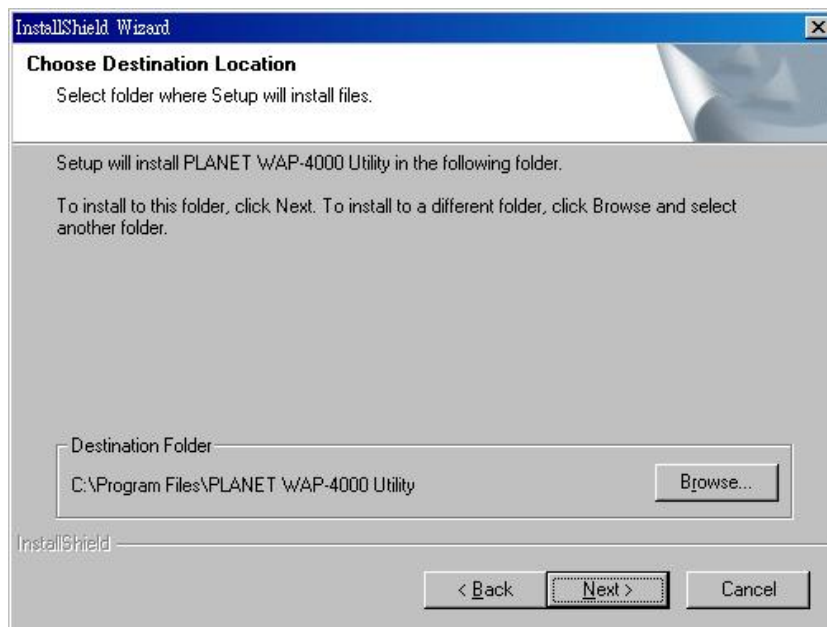 InstallShield Wizard
Choose Destination Location
Select folder where Setup will install files.
Setup will install PLANET WAP-4000 Utility in the following folder.
To install to this folder, click Next. To install to a different folder, click Browse and select
another folder.
Destination Folder
C:\Program Files\PLANET WAP-4000 Utility
Browse...
InstallShield
< Back
Next >
Cancel